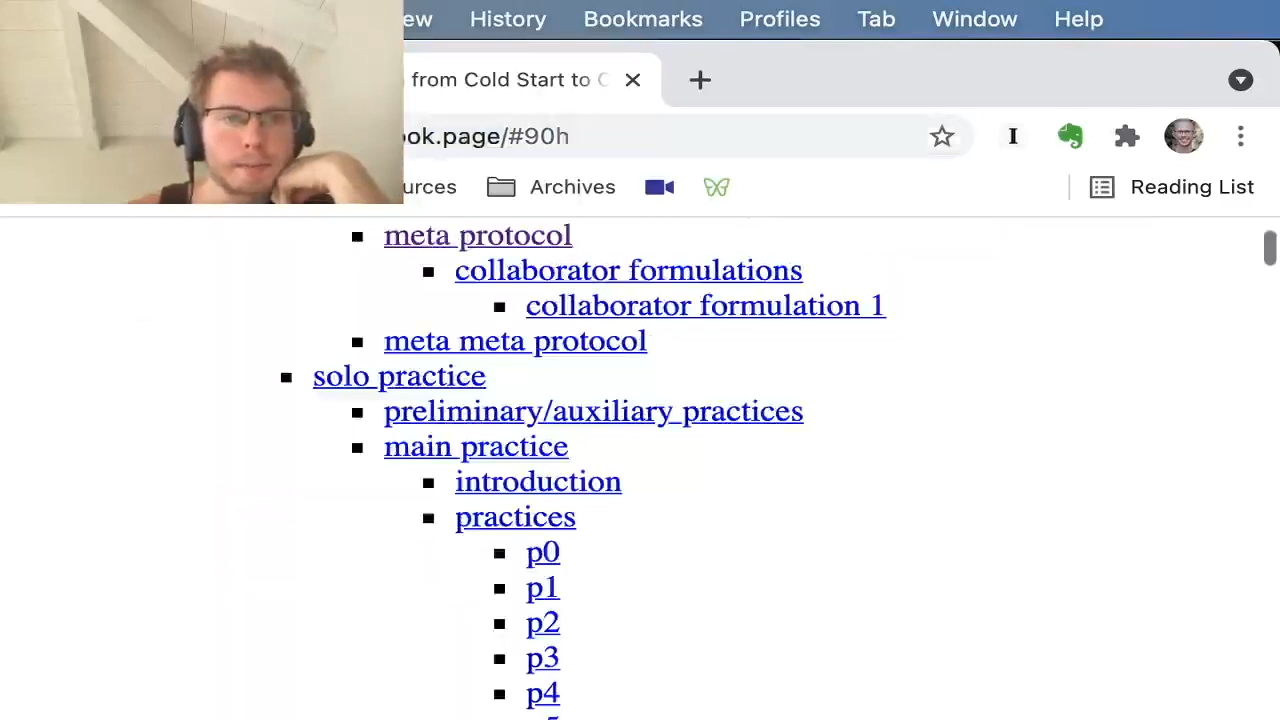 ew History Bookmarks Profiles Tab Window Help
from Cold Start to C
ook.page/#90h
urces Archives Reading List
meta protocol
collaborator formulations
collaborator formulation 1
meta meta protocol
solo practice
preliminary/auxiliary practices
main practice
introduction
practices
p0
p1
p2
p3
p4